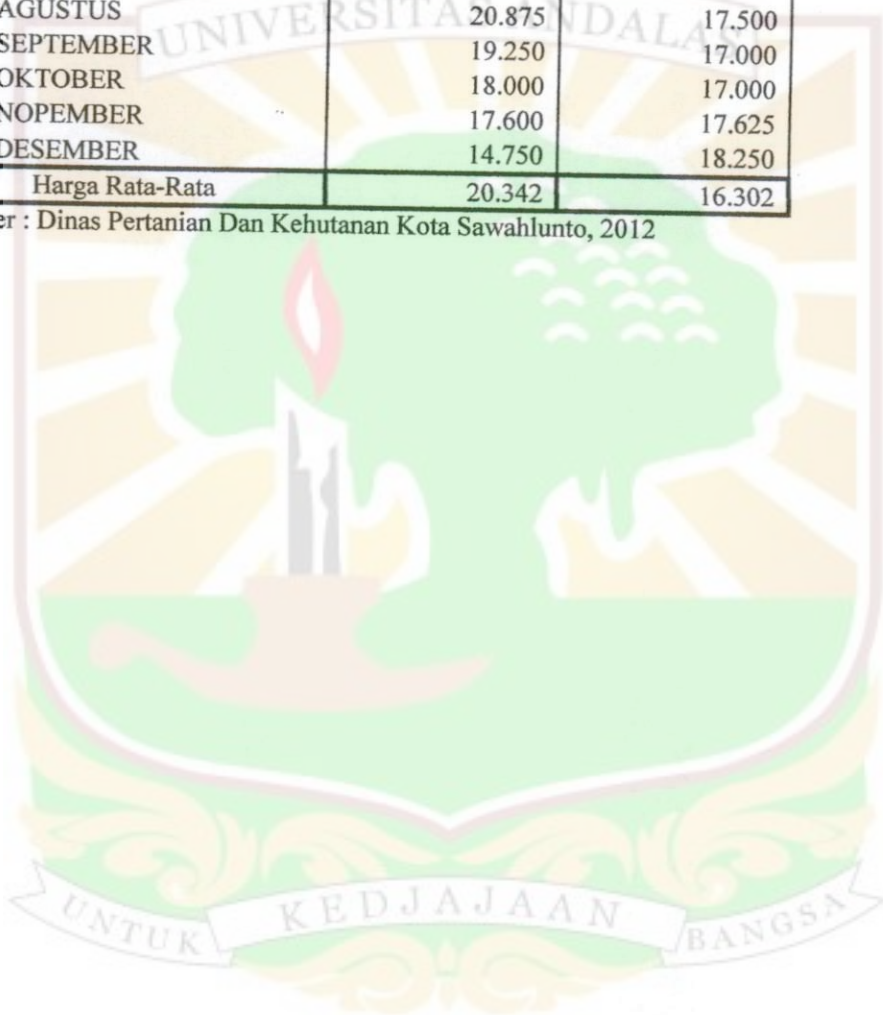 AGUSTUS 20.875 17.500
UNIVERSITAS ANDALAS
SEPTEMBER 19.250 17.000
OKTOBER 18.000 17.000
NOPEMBER 17.600 17.625
DESEMBER 14.750 18.250
Harga Rata-Rata 20.342 16.302
er : Dinas Pertanian Dan Kehutanan Kota Sawahlunto, 2012
UNTUK KEDJAJAAN BANGSA